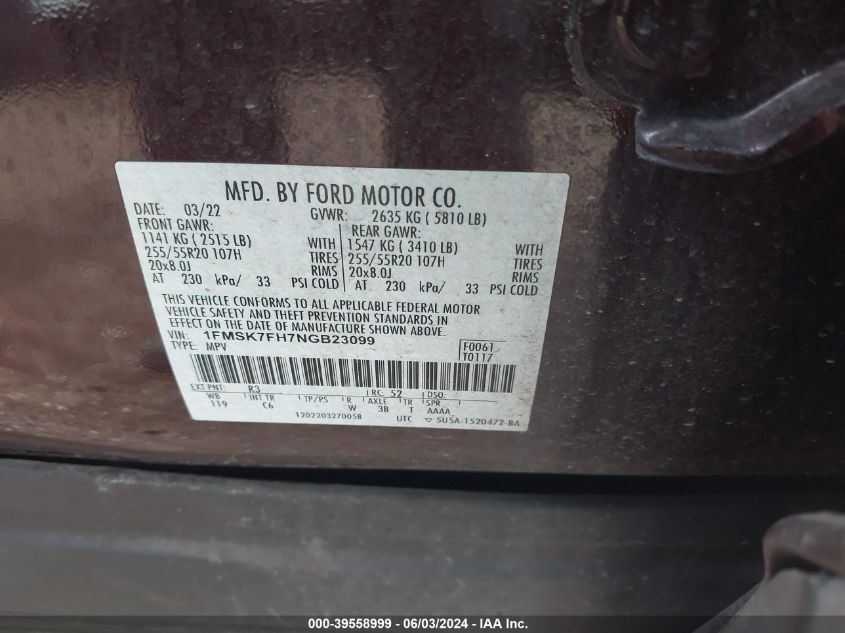 MFD. BY FORD MOTOR CO.
DATE: 03/22 GVWR: 2635 KG ( 5810 LB)
FRONT GAWR: REAR GAWR:
1141 KG ( 2515 LB) WITH 1547 KG ( 3410 LB) WITH
255/55R20 107H TIRES 255/55R20 107H TIRES
20x8.0J RIMS 20x8.0J RIMS
AT 230 kPa/ 33 PSI COLD AT 230 kPa/ 33 PSI COLD
THIS VEHICLE CONFORMS TO ALL APPLICABLE FEDERAL MOTOR
VEHICLE SAFETY AND THEFT PREVENTION STANDARDS IN
EFFECT ON THE DATE OF MANUFACTURE SHOWN ABOVE.
VIN: 1FMSK7FH7NGB23099 F0061
TYPE: MPV T0117
EXT PNT: R3 RC: 52 DSO:
WB INT TR TP/PS R AXLE TR SPR
119 C6 W 3B T AAAA
1202203270058 UTC ▽ 5U5A-1520472-BA
000-39558999 - 06/03/2024 - IAAI Inc.